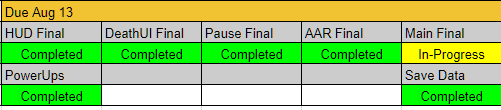 Due Aug 13
HUD Final DeathUI Final Pause Final AAR Final Main Final
Completed Completed Completed Completed In-Progress
PowerUps Save Data
Completed Completed